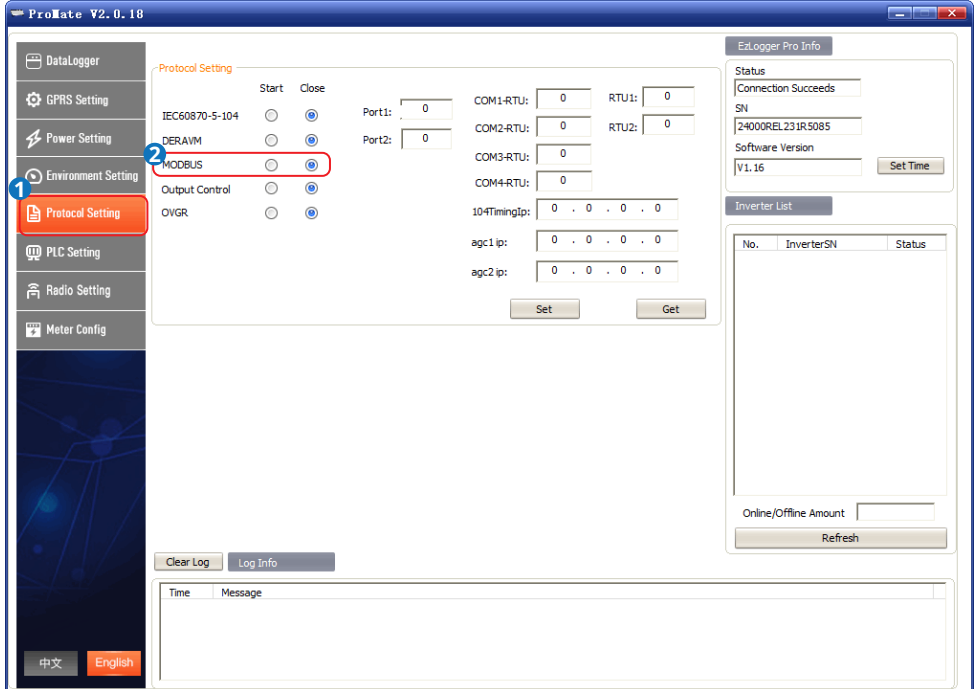 ProMate V2.0.18
DataLogger
GPRS Setting
Power Setting
Environment Setting
1
Protocol Setting
PLC Setting
Radio Setting
Meter Config
中文
English
Protocol Setting
Start Close
IEC60870-5-104
DERAVM
2
MODBUS
Output Control
OVGR
Port1: 0
Port2: 0
COM1-RTU: 0
COM2-RTU: 0
COM3-RTU: 0
COM4-RTU: 0
RTU1: 0
RTU2: 0
104TimingIp: 0 . 0 . 0 . 0
agc1 ip: 0 . 0 . 0 . 0
agc2 ip: 0 . 0 . 0 . 0
Set Get
EzLogger Pro Info
Status
Connection Succeeds
SN
24000REL231R5085
Software Version
V1.16 Set Time
Inverter List
No. InverterSN Status
Online/Offline Amount
Refresh
Clear Log Log Info
Time Message